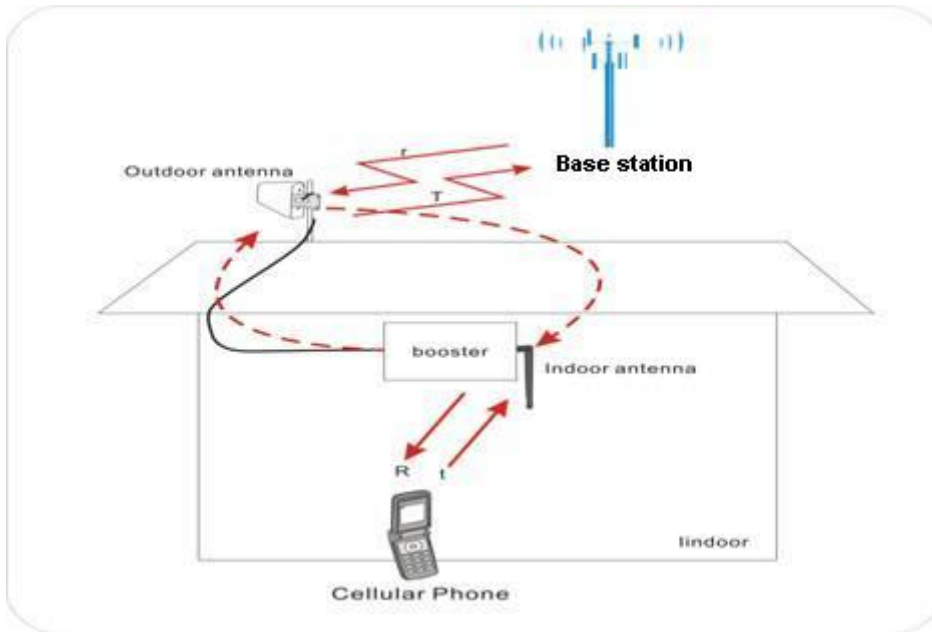 r
Base station
Outdoor antenna
T
booster
Indoor antenna
R
t
lindoor
Cellular Phone